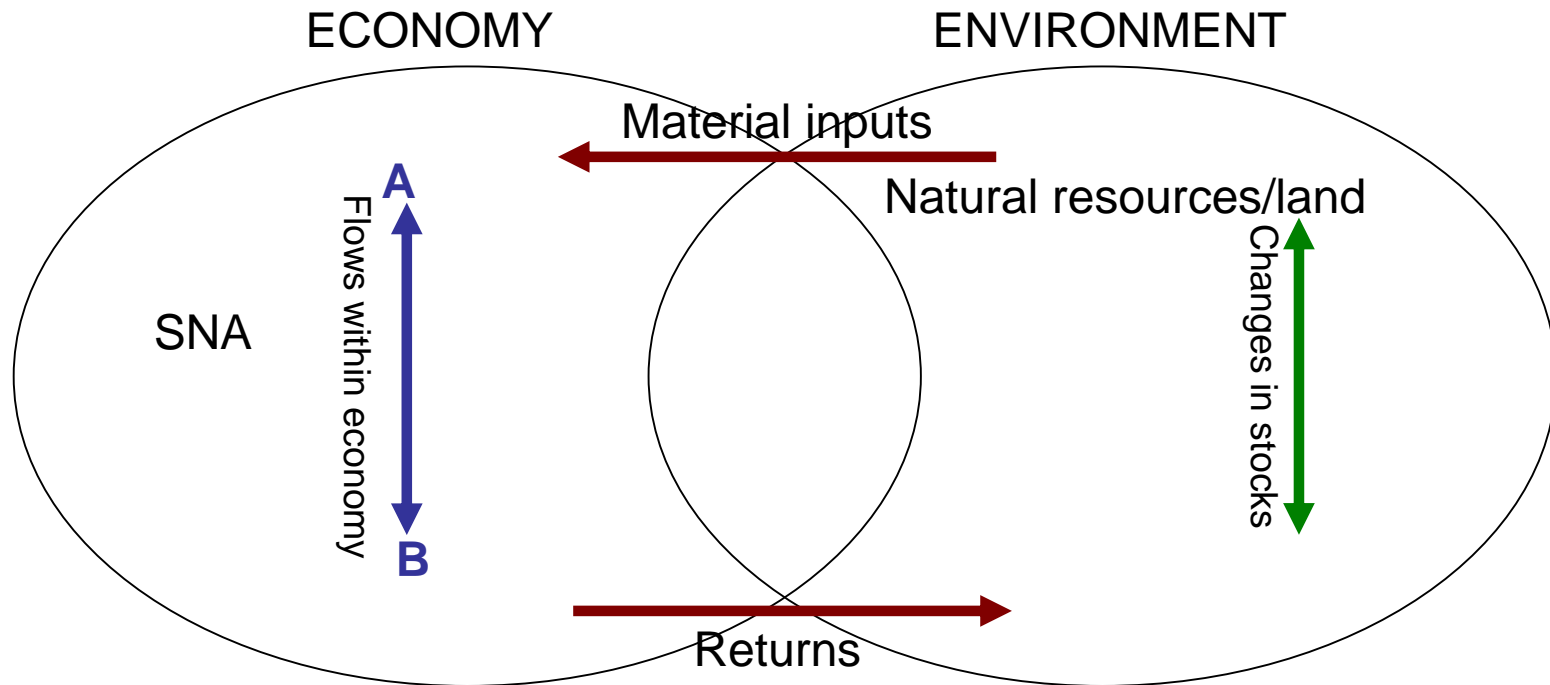 ECONOMY
ENVIRONMENT
Material inputs
A
Natural resources/land
Flows within economy
Changes in stocks
SNA
B
Returns